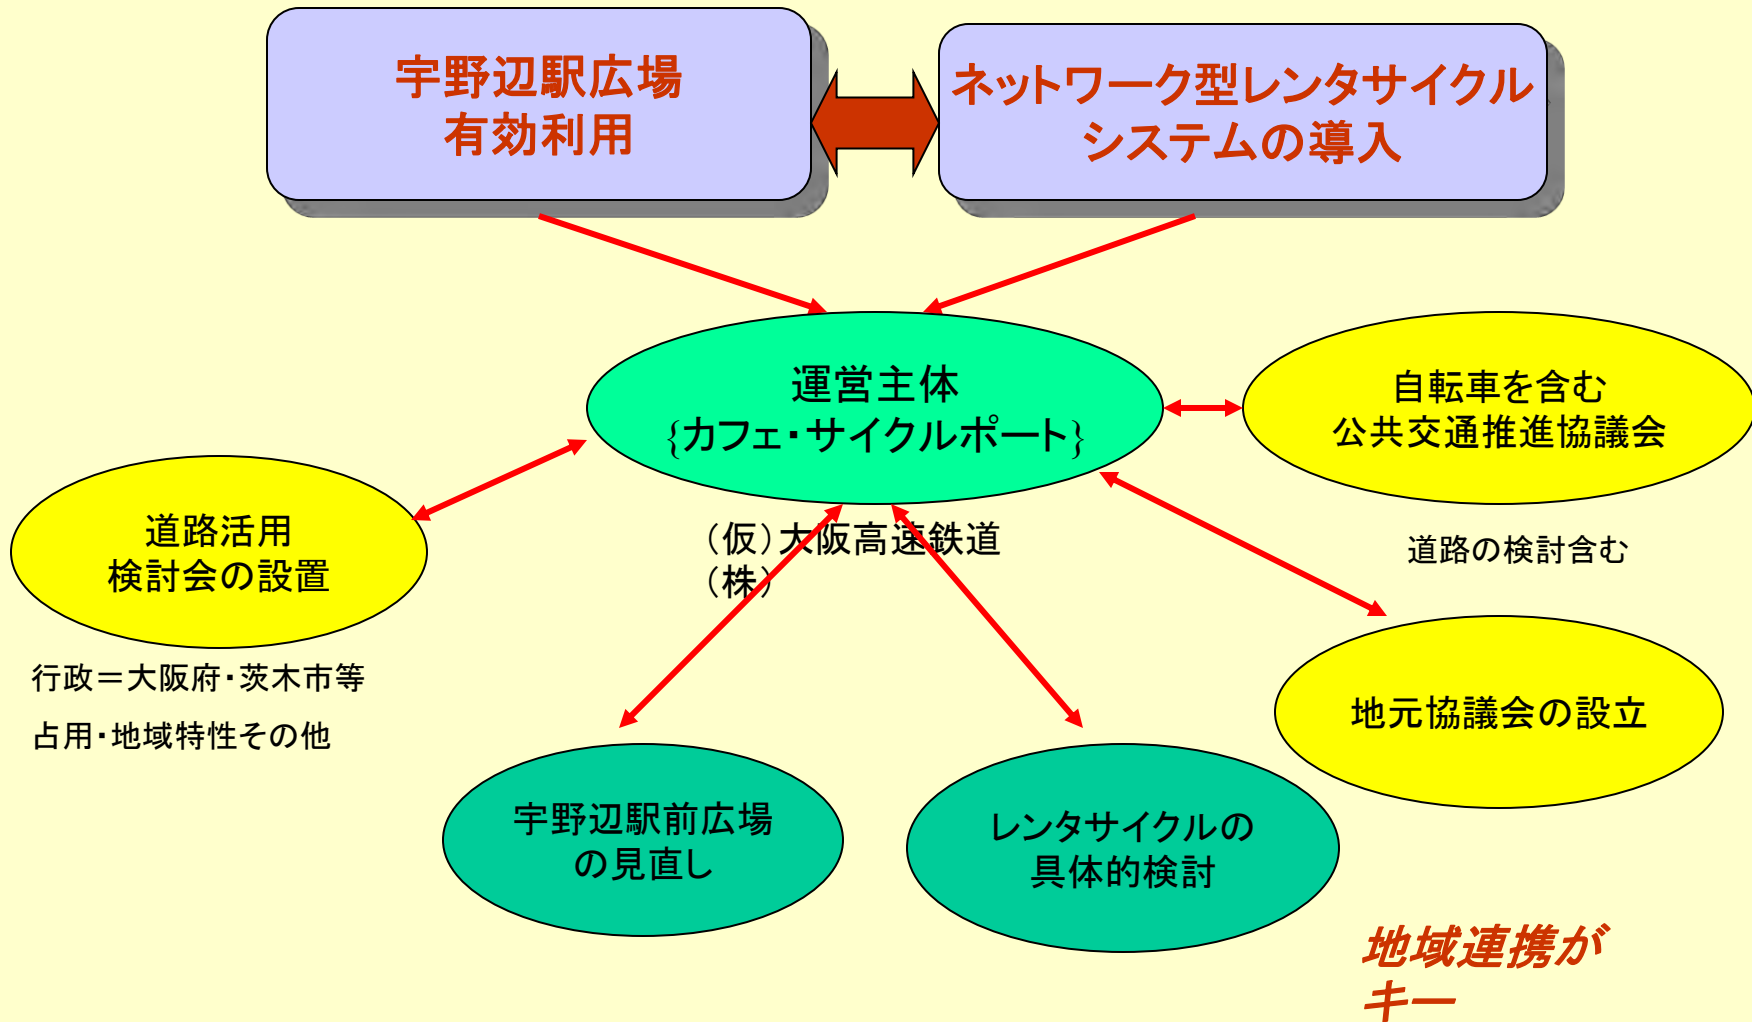 宇野辺駅広場
有効利用
ネットワーク型レンタサイクル
システムの導入
運営主体
{カフェ・サイクルポート}
自転車を含む
公共交通推進協議会
道路活用
検討会の設置
（仮）大阪高速鉄道
（株）
道路の検討含む
行政＝大阪府・茨木市等
占用・地域特性その他
地元協議会の設立
宇野辺駅前広場
の見直し
レンタサイクルの
具体的検討
地域連携が
キー